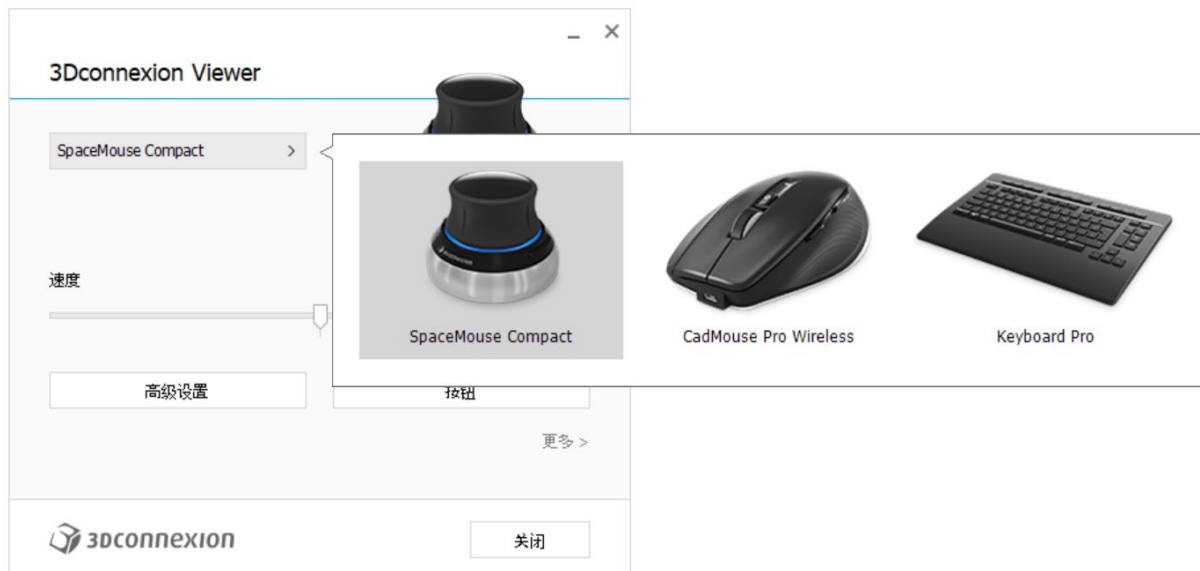 3Dconnexion Viewer
SpaceMouse Compact
SpaceMouse Compact
CadMouse Pro Wireless
Keyboard Pro
速度
高级设置
按钮
更多 >
3Dconnexion
关闭